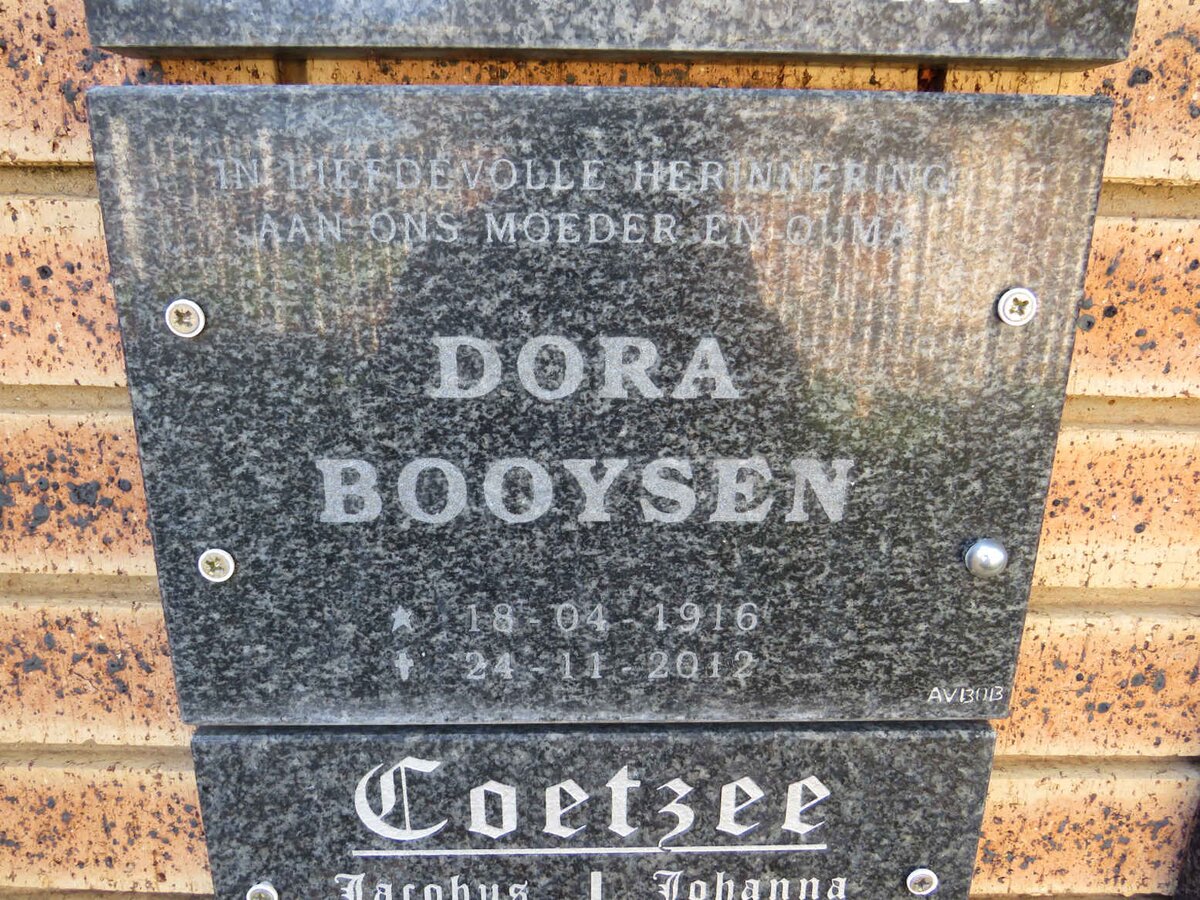 IN LIEFDEVOLLE HERINNERING
AAN ONS MOEDER EN OUMA
DORA
BOOYSEN
18-04-1916
24-11-2012
AVBOB
Coetzee
Jacobus Johanna